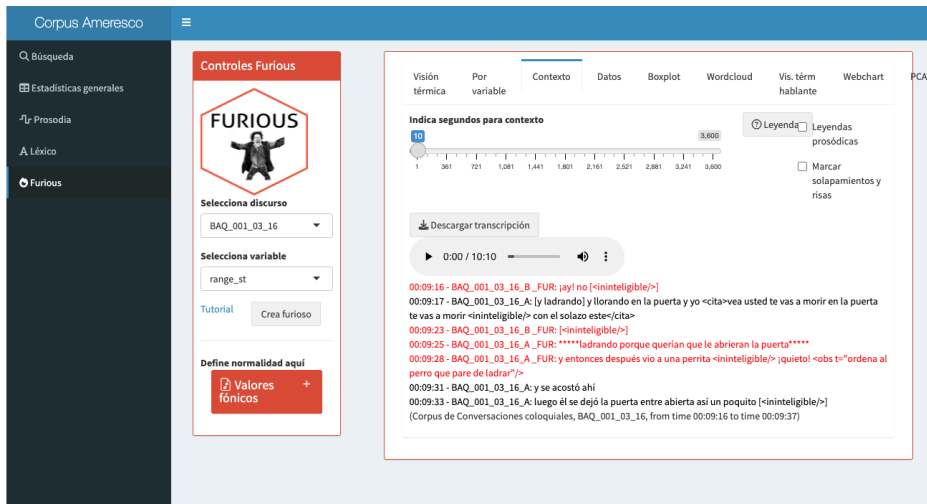 Corpus Ameresco
Búsqueda
Estadísticas generales
Prosodia
Léxico
Furious
Controles Furious
FURIOUS
Selecciona discurso
BAQ_001_03_16
Selecciona variable
range_st
Tutorial
Crea furioso
Define normalidad aquí
Valores fónicos
+
Visión térmica
Por variable
Contexto
Datos
Boxplot
Wordcloud
Vis. térm hablante
Webchart
PCA
Indica segundos para contexto
10
3,600
1 361 721 1,081 1,441 1,801 2,161 2,521 2,881 3,241 3,600
Leyenda
Leyendas prosódicas
Marcar solapamientos y risas
Descargar transcripción
0:00 / 10:10
00:09:16 - BAQ_001_03_16_B _FUR: ¡ay! no [<ininteligible/>]
00:09:17 - BAQ_001_03_16_A: [y ladrando] y llorando en la puerta y yo <cita>vea usted te vas a morir en la puerta
te vas a morir <ininteligible/> con el solazo este</cita>
00:09:23 - BAQ_001_03_16_B _FUR: [<ininteligible/>]
00:09:25 - BAQ_001_03_16_A _FUR: *****ladrando porque querían que le abrieran la puerta*****
00:09:28 - BAQ_001_03_16_A _FUR: y entonces después vio a una perrita <ininteligible/> ¡quieto! <obs t="ordena al
perro que pare de ladrar"/>
00:09:31 - BAQ_001_03_16_A: y se acostó ahí
00:09:33 - BAQ_001_03_16_A: luego él se dejó la puerta entre abierta así un poquito [<ininteligible/>]
(Corpus de Conversaciones coloquiales, BAQ_001_03_16, from time 00:09:16 to time 00:09:37)